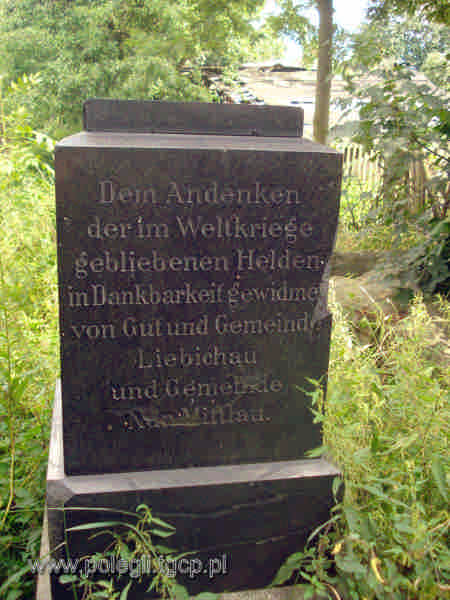 Dem Andenken
der im Weltkriege
gebliebenen Helden
in Dankbarkeit gewidmet
von Gut und Gemeinde
Liebichau
und Gemeinde
Mittlau.
www.polegli.tgcp.pl